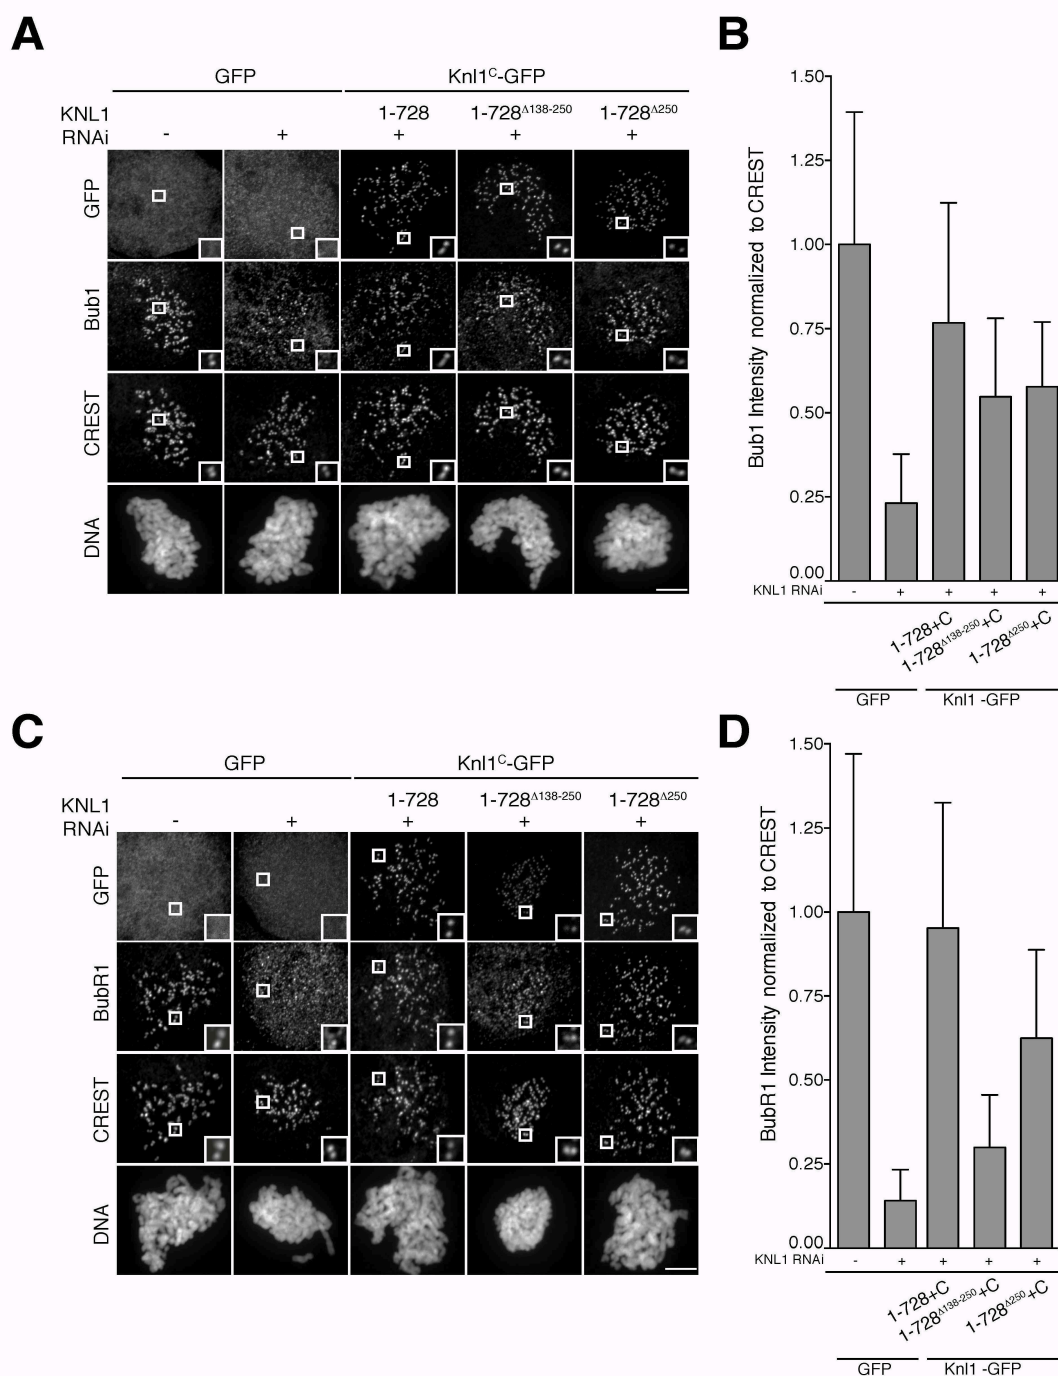 A
GFP Knl1ᶜ-GFP
KNL1 1-728 1-728Δ138-250 1-728Δ250
RNAi - + + + +
GFP
Bub1
CREST
DNA
B
Bub1 Intensity normalized to CREST
1.50
1.25
1.00
0.75
0.50
0.25
0.00
KNL1 RNAi - + + + +
1-728+C
1-728Δ138-250+C
1-728Δ250+C
GFP Knl1 -GFP
C
GFP Knl1ᶜ-GFP
KNL1 1-728 1-728Δ138-250 1-728Δ250
RNAi - + + + +
GFP
BubR1
CREST
DNA
D
BubR1 Intensity normalized to CREST
1.50
1.25
1.00
0.75
0.50
0.25
0.00
KNL1 RNAi - + + + +
1-728+C
1-728Δ138-250+C
1-728Δ250+C
GFP Knl1 -GFP